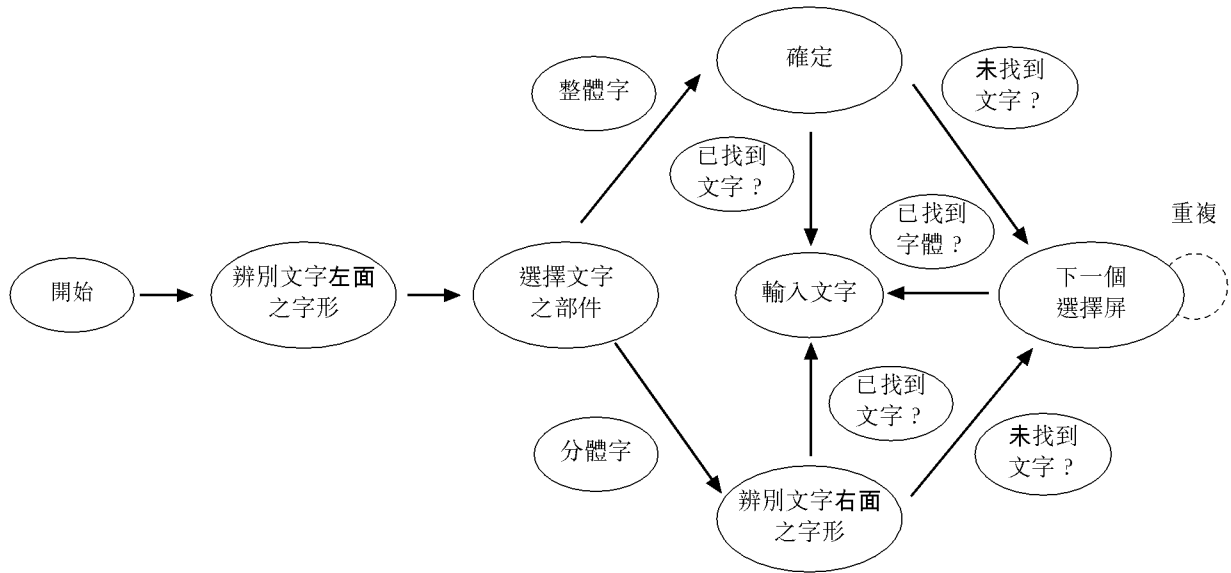 開始
辨別文字左面
之字形
選擇文字
之部件
整體字
確定
未找到
文字?
已找到
文字?
已找到
字體?
輸入文字
下一個
選擇屏
重複
分體字
辨別文字右面
之字形
已找到
文字?
未找到
文字?